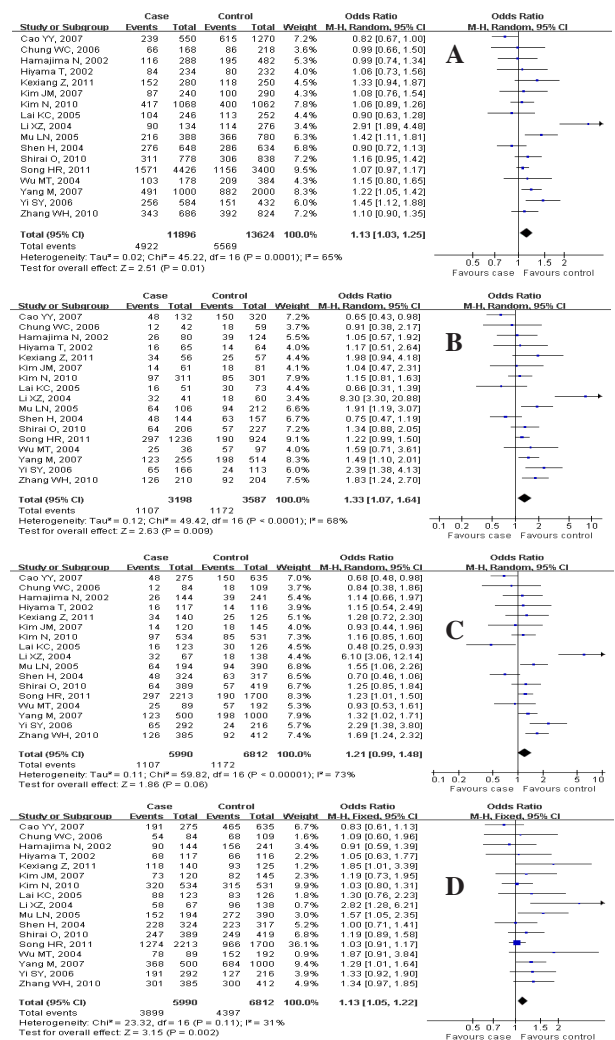 Case Control Odds Ratio Odds Ratio
Study or Subgroup Events Total Events Total Weight M-H, Random, 95% CI M-H, Random, 95% CI
Cao YY, 2007 239 550 615 1270 7.2% 0.82 [0.67, 1.00]
Chung WC, 2006 66 168 86 218 3.8% 0.99 [0.66, 1.50]
Hamajima N, 2002 116 288 195 482 5.4% 0.99 [0.74, 1.34]
Hiyama T, 2002 84 234 80 232 4.2% 1.06 [0.73, 1.56]
Kexiang Z, 2011 152 280 118 250 4.7% 1.33 [0.94, 1.87]
Kim JM, 2007 87 240 100 290 4.5% 1.08 [0.76, 1.54]
Kim N, 2010 417 1068 400 1062 7.7% 1.06 [0.89, 1.26]
Lai KC, 2005 104 246 113 252 4.5% 0.90 [0.63, 1.28]
Li XZ, 2004 90 134 114 276 3.6% 2.91 [1.89, 4.48]
Mu LN, 2005 216 388 366 780 6.4% 1.42 [1.11, 1.81]
Shen H, 2004 276 648 286 634 6.8% 0.90 [0.72, 1.13]
Shirai O, 2010 311 778 306 838 7.2% 1.16 [0.95, 1.42]
Song HR, 2011 1571 4426 1156 3400 9.6% 1.07 [0.97, 1.17]
Wu MT, 2004 103 178 209 384 4.4% 1.15 [0.80, 1.65]
Yang M, 2007 491 1000 882 2000 8.2% 1.22 [1.05, 1.42]
Yi SY, 2006 256 584 151 432 6.1% 1.45 [1.12, 1.88]
Zhang WH, 2010 343 686 392 824 7.1% 1.10 [0.90, 1.35]
Total (95% CI) 11896 13624 100.0% 1.13 [1.03, 1.25]
Total events 4922 5569
Heterogeneity: Tau² = 0.02; Chi² = 45.22, df = 16 (P = 0.0001); I² = 65%
Test for overall effect: Z = 2.51 (P = 0.01)
A
0.5 0.7 1 1.5 2
Favours case Favours control
Case Control Odds Ratio Odds Ratio
Study or Subgroup Events Total Events Total Weight M-H, Random, 95% CI M-H, Random, 95% CI
Cao YY, 2007 48 132 150 320 7.2% 0.65 [0.43, 0.98]
Chung WC, 2006 12 42 18 59 3.6% 0.91 [0.38, 2.17]
Hamajima N, 2002 26 80 39 124 5.4% 1.05 [0.57, 1.92]
Hiyama T, 2002 16 65 14 64 3.9% 1.17 [0.51, 2.64]
Kexiang Z, 2011 34 56 25 57 4.3% 1.98 [0.94, 4.18]
Kim JM, 2007 14 61 18 81 4.0% 1.04 [0.47, 2.31]
Kim N, 2010 97 311 85 301 8.0% 1.15 [0.81, 1.63]
Lai KC, 2005 16 51 30 73 4.3% 0.66 [0.31, 1.39]
Li XZ, 2004 32 41 18 60 3.4% 8.30 [3.30, 20.88]
Mu LN, 2005 64 106 94 212 6.6% 1.91 [1.19, 3.07]
Shen H, 2004 48 144 63 157 6.6% 0.75 [0.47, 1.19]
Shirai O, 2010 64 206 57 227 7.1% 1.34 [0.88, 2.05]
Song HR, 2011 297 1236 190 924 9.4% 1.22 [0.99, 1.50]
Wu MT, 2004 25 36 57 97 4.0% 1.59 [0.71, 3.61]
Yang M, 2007 123 255 198 514 8.5% 1.49 [1.10, 2.01]
Yi SY, 2006 65 166 24 113 5.9% 2.39 [1.38, 4.13]
Zhang WH, 2010 126 210 92 204 7.5% 1.83 [1.24, 2.70]
Total (95% CI) 3198 3587 100.0% 1.33 [1.07, 1.64]
Total events 1107 1172
Heterogeneity: Tau² = 0.12; Chi² = 49.42, df = 16 (P < 0.0001); I² = 68%
Test for overall effect: Z = 2.63 (P = 0.009)
B
0.1 0.2 0.5 1 2 5 10
Favours case Favours control
Case Control Odds Ratio Odds Ratio
Study or Subgroup Events Total Events Total Weight M-H, Random, 95% CI M-H, Random, 95% CI
Cao YY, 2007 48 275 150 635 7.0% 0.68 [0.48, 0.98]
Chung WC, 2006 12 84 18 109 3.7% 0.84 [0.38, 1.86]
Hamajima N, 2002 26 144 39 241 5.4% 1.14 [0.66, 1.97]
Hiyama T, 2002 16 117 14 116 3.9% 1.15 [0.54, 2.49]
Kexiang Z, 2011 34 140 25 125 5.1% 1.28 [0.72, 2.30]
Kim JM, 2007 14 120 18 145 4.1% 0.93 [0.44, 1.96]
Kim N, 2010 97 534 85 531 7.4% 1.16 [0.85, 1.60]
Lai KC, 2005 16 123 30 126 4.6% 0.48 [0.25, 0.93]
Li XZ, 2004 32 67 18 138 4.4% 6.10 [3.06, 12.14]
Mu LN, 2005 64 194 94 390 6.8% 1.55 [1.06, 2.26]
Shen H, 2004 48 324 63 317 6.5% 0.70 [0.46, 1.06]
Shirai O, 2010 64 389 57 419 6.8% 1.25 [0.85, 1.84]
Song HR, 2011 297 2213 190 1700 8.5% 1.23 [1.01, 1.50]
Wu MT, 2004 25 89 57 192 5.3% 0.93 [0.53, 1.61]
Yang M, 2007 123 500 198 1000 8.0% 1.32 [1.02, 1.71]
Yi SY, 2006 65 292 24 216 5.7% 2.29 [1.38, 3.80]
Zhang WH, 2010 126 385 92 412 7.4% 1.69 [1.24, 2.32]
Total (95% CI) 5990 6812 100.0% 1.21 [0.99, 1.48]
Total events 1107 1172
Heterogeneity: Tau² = 0.11; Chi² = 59.82, df = 16 (P < 0.00001); I² = 73%
Test for overall effect: Z = 1.86 (P = 0.06)
C
0.1 0.2 0.5 1 2 5 10
Favours case Favours control
Case Control Odds Ratio Odds Ratio
Study or Subgroup Events Total Events Total Weight M-H, Fixed, 95% CI M-H, Fixed, 95% CI
Cao YY, 2007 191 275 465 635 6.7% 0.83 [0.61, 1.13]
Chung WC, 2006 54 84 68 109 1.7% 1.09 [0.60, 1.96]
Hamajima N, 2002 90 144 156 241 3.4% 0.91 [0.59, 1.39]
Hiyama T, 2002 68 117 66 116 2.2% 1.05 [0.63, 1.77]
Kexiang Z, 2011 118 140 93 125 1.2% 1.85 [1.01, 3.39]
Kim JM, 2007 73 120 82 145 2.3% 1.19 [0.73, 1.95]
Kim N, 2010 320 534 315 531 10.0% 1.03 [0.80, 1.31]
Lai KC, 2005 88 123 83 126 1.8% 1.30 [0.76, 2.23]
Li XZ, 2004 58 67 96 138 0.7% 2.82 [1.28, 6.21]
Mu LN, 2005 152 194 272 390 3.0% 1.57 [1.05, 2.35]
Shen H, 2004 228 324 223 317 5.3% 1.00 [0.71, 1.41]
Shirai O, 2010 247 389 249 419 6.9% 1.19 [0.89, 1.58]
Song HR, 2011 1274 2213 966 1700 36.1% 1.03 [0.91, 1.17]
Wu MT, 2004 78 89 152 192 0.9% 1.87 [0.91, 3.84]
Yang M, 2007 368 500 684 1000 9.4% 1.29 [1.01, 1.64]
Yi SY, 2006 191 292 127 216 4.0% 1.33 [0.92, 1.90]
Zhang WH, 2010 301 385 300 412 4.9% 1.34 [0.97, 1.85]
Total (95% CI) 5990 6812 100.0% 1.13 [1.05, 1.22]
Total events 3899 4397
Heterogeneity: Chi² = 23.32, df = 16 (P = 0.11); I² = 31%
Test for overall effect: Z = 3.15 (P = 0.002)
D
0.5 0.7 1 1.5 2
Favours case Favours control